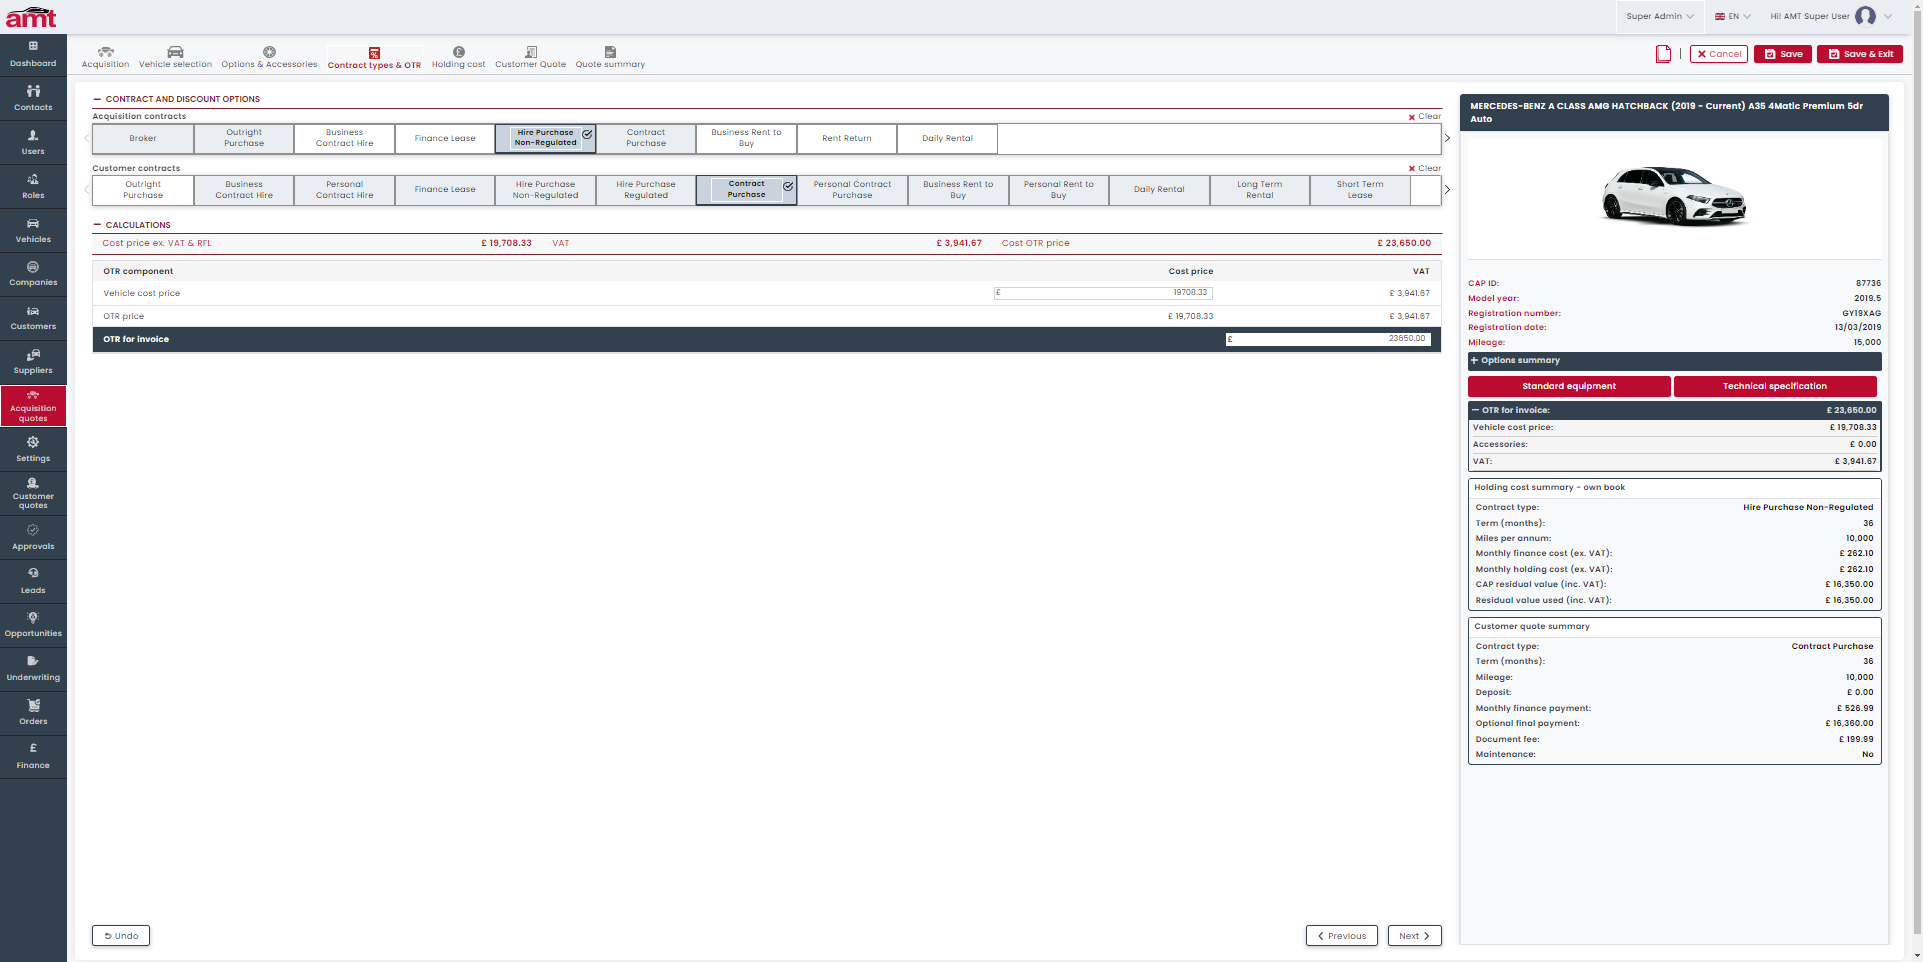 amt
Super Admin
EN
Hi! AMT Super User
Dashboard
Contacts
Users
Roles
Vehicles
Companies
Customers
Suppliers
Acquisition
quotes
Settings
Customer
quotes
Approvals
Leads
Opportunities
Underwriting
Orders
£
Finance
Acquisition
Vehicle selection
Options & Accessories
Contract types & OTR
Holding cost
Customer Quote
Quote summary
Cancel
Save
Save & Exit
CONTRACT AND DISCOUNT OPTIONS
Acquisition contracts
Clear
Broker
Outright
Purchase
Business
Contract Hire
Finance Lease
Hire Purchase
Non-Regulated
Contract
Purchase
Business Rent to
Buy
Rent Return
Daily Rental
Customer contracts
Clear
Outright
Purchase
Business
Contract Hire
Personal
Contract Hire
Finance Lease
Hire Purchase
Non-Regulated
Hire Purchase
Regulated
Contract
Purchase
Personal Contract
Purchase
Business Rent to
Buy
Personal Rent to
Buy
Daily Rental
Long Term
Rental
Short Term
Lease
CALCULATIONS
Cost price ex. VAT & RFL £ 19,708.33 VAT £ 3,941.67 Cost OTR price £ 23,650.00
OTR component Cost price VAT
Vehicle cost price £ 19708.33 £ 3,941.67
OTR price £ 19,708.33 £ 3,941.67
OTR for invoice £ 23650.00
Undo
Previous
Next
MERCEDES-BENZ A CLASS AMG HATCHBACK (2019 - Current) A35 4Matic Premium 5dr
Auto
CAP ID: 87736
Model year: 2019.5
Registration number: GY19XAG
Registration date: 13/03/2019
Mileage: 15,000
Options summary
Standard equipment
Technical specification
OTR for invoice: £ 23,650.00
Vehicle cost price: £ 19,708.33
Accessories: £ 0.00
VAT: £ 3,941.67
Holding cost summary - own book
Contract type: Hire Purchase Non-Regulated
Term (months): 36
Miles per annum: 10,000
Monthly finance cost (ex. VAT): £ 262.10
Monthly holding cost (ex. VAT): £ 262.10
CAP residual value (inc. VAT): £ 16,350.00
Residual value used (inc. VAT): £ 16,350.00
Customer quote summary
Contract type: Contract Purchase
Term (months): 36
Mileage: 10,000
Deposit: £ 0.00
Monthly finance payment: £ 526.99
Optional final payment: £ 16,360.00
Document fee: £ 199.99
Maintenance: No